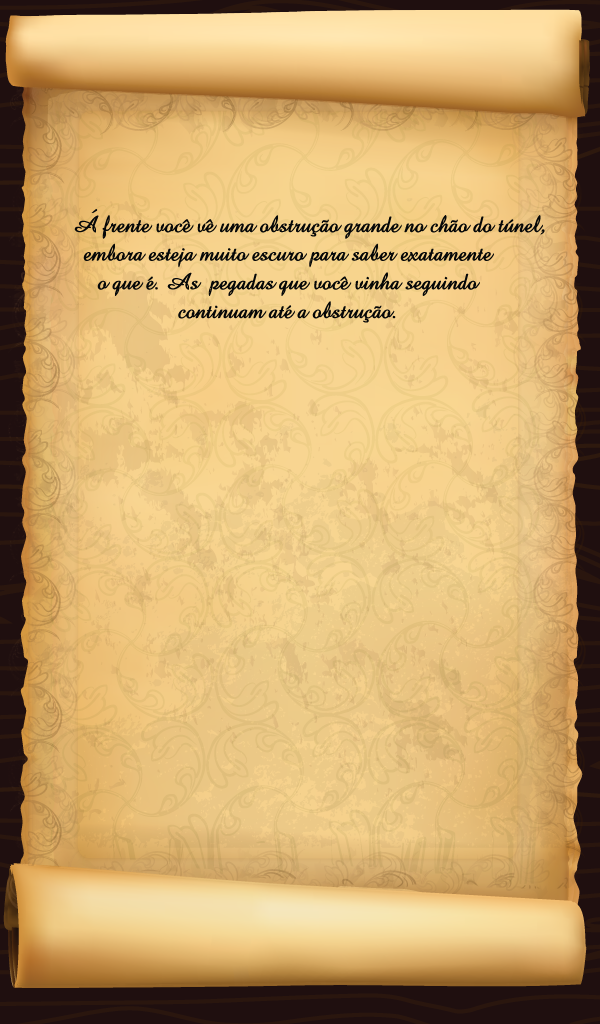 Á frente você vê uma obstrução grande no chão do túnel,
embora esteja muito escuro para saber exatamente
o que é.  As  pegadas que você vinha seguindo
continuam até a obstrução.